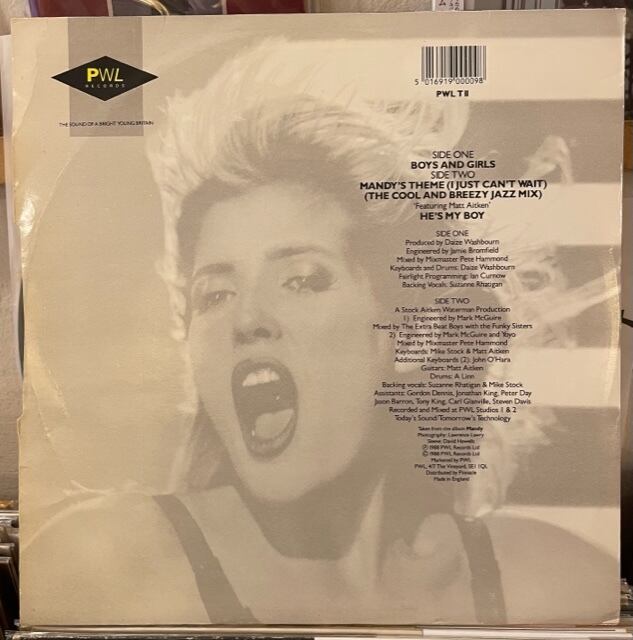 PWL
RECORDS
THE SOUND OF A BRIGHT YOUNG BRITAIN
5 016919 000098
PWL T 11
SIDE ONE
BOYS AND GIRLS
SIDE TWO
MANDY'S THEME (I JUST CAN'T WAIT)
(THE COOL AND BREEZY JAZZ MIX)
'Featuring Matt Aitken'
HE'S MY BOY
SIDE ONE
Produced by Daize Washbourn
Engineered by Jamie Bromfield
Mixed by Mixmaster Pete Hammond
Keyboards and Drums: Daize Washbourn
Fairlight Programming: Ian Curnow
Backing Vocals: Suzanne Rhatigan
SIDE TWO
A Stock Aitken Waterman Production
1) Engineered by Mark McGuire
Mixed by The Extra Beat Boys with the Funky Sisters
2) Engineered by Mark McGuire and Yoyo
Mixed by Mixmaster Pete Hammond
Keyboards: Mike Stock & Matt Aitken
Additional Keyboards (2): John O'Hara
Guitars: Matt Aitken
Drums: A Linn
Backing vocals: Suzanne Rhatigan & Mike Stock
Assistants: Gordon Dennis, Jonathan King, Peter Day
Jason Barron, Tony King, Carl Glanville, Steven Davis
Recorded and Mixed at PWL Studios 1 & 2
Today's Sound/Tomorrow's Technology
Taken from the album Mandy
Photography: Lawrence Lawry
Sleeve: David Howells
Ⓟ 1988 PWL Records Ltd
© 1988 PWL Records Ltd
Marketed by PWL
PWL, 4/7 The Vineyard, SE1 1QL
Distributed by Pinnacle
Made in England